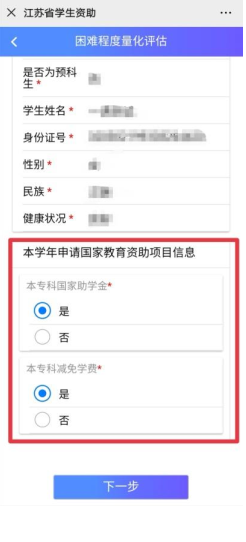 × 江苏省学生资助 ···
< 困难程度量化评估
是否为预科
生*
学生姓名*
身份证号*
性别*
民族*
健康状况*
本学年申请国家教育资助项目信息
本专科国家助学金*
是
否
本专科减免学费*
是
否
下一步